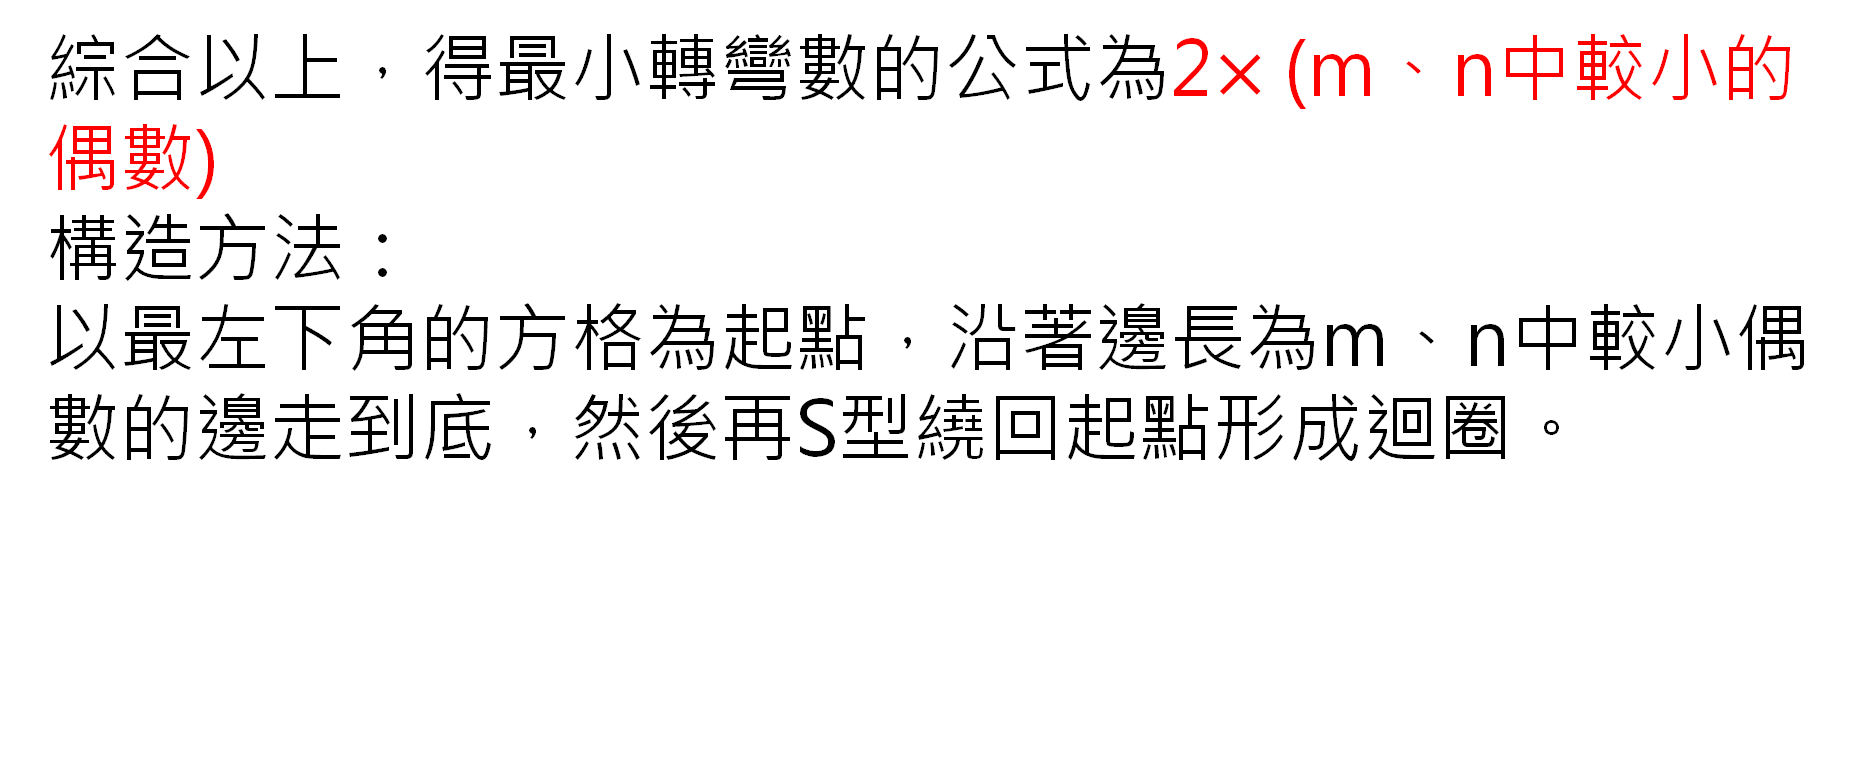 綜合以上，得最小轉彎數的公式為2× (m、n中較小的
偶數)
構造方法：
以最左下角的方格為起點，沿著邊長為m、n中較小偶
數的邊走到底，然後再S型繞回起點形成迴圈。